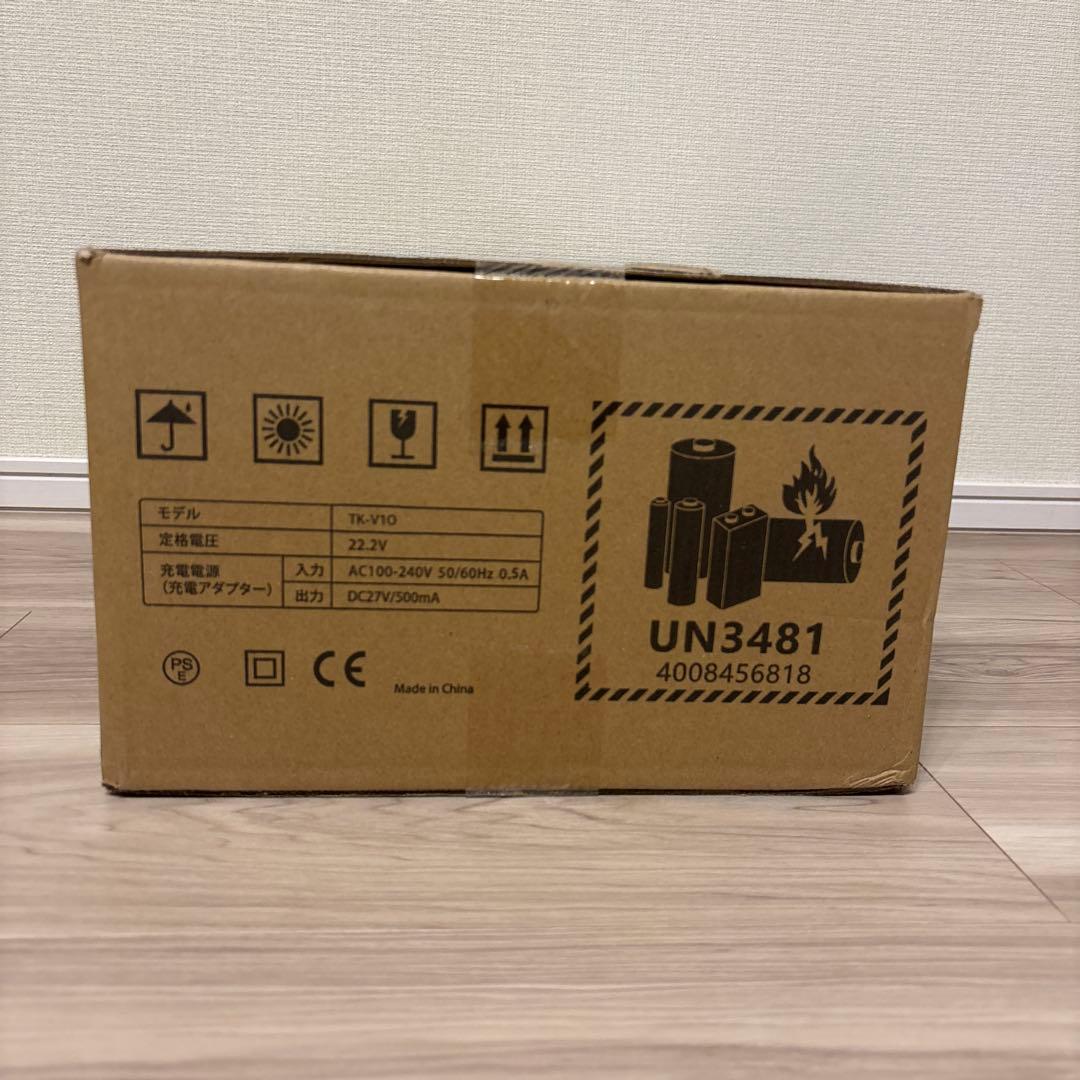 モデル TK-V10
定格電圧 22.2V
充電電源 入力 AC100-240V 50/60Hz 0.5A
(充電アダプター) 出力 DC27V/500mA
PS
E
CE
Made in China
UN3481
4008456818